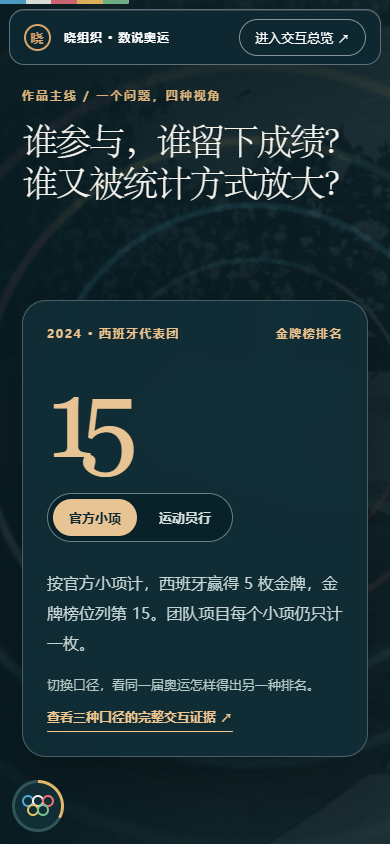 晓 晓组织 · 数说奥运 进入交互总览 ↗
作品主线 / 一个问题，四种视角
谁参与，谁留下成绩？
谁又被统计方式放大？
2024 · 西班牙代表团 金牌榜排名
15
官方小项 运动员行
按官方小项计，西班牙赢得 5 枚金牌，金
牌榜位列第 15。团队项目每个小项仍只计
一枚。
切换口径，看同一届奥运怎样得出另一种排名。
查看三种口径的完整交互证据 ↗